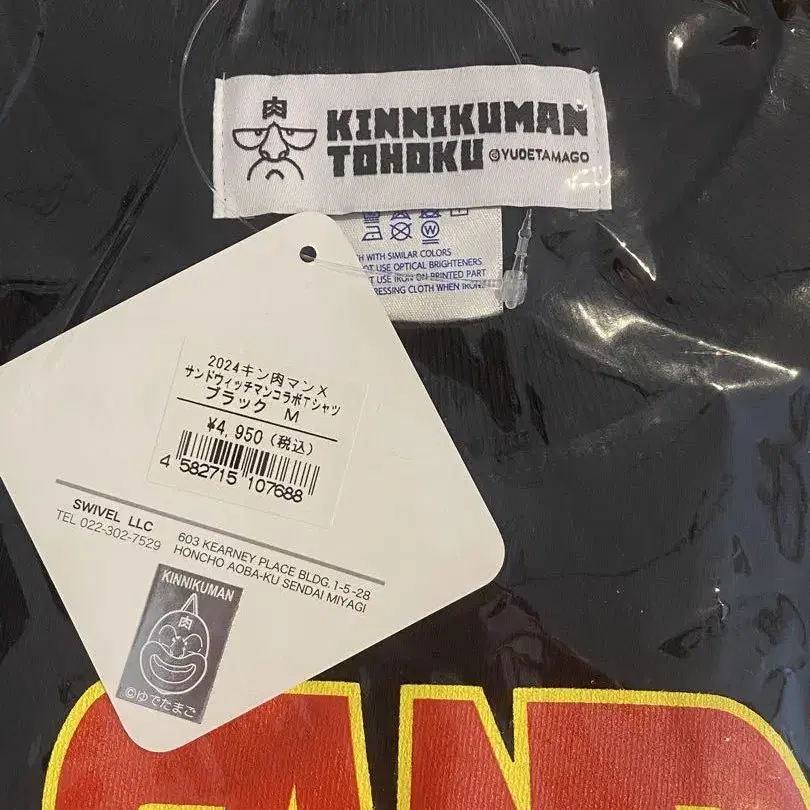 肉
KINNIKUMAN
TOHOKU ©YUDETAMAGO
WITH SIMILAR COLORS
USE OPTICAL BRIGHTENERS
USE IRON ON PRINTED PART
CLOTH WHEN IRON
2024キン肉マン×
サンドウィッチマンコラボTシャツ
ブラック M
¥4,950(税込)
4 582715 107688
SWIVEL LLC
TEL 022-302-7529
603 KEARNEY PLACE BLDG.1-5-28
HONCHO AOBA-KU SENDAI MIYAGI
KINNIKUMAN
肉
©ゆでたまご